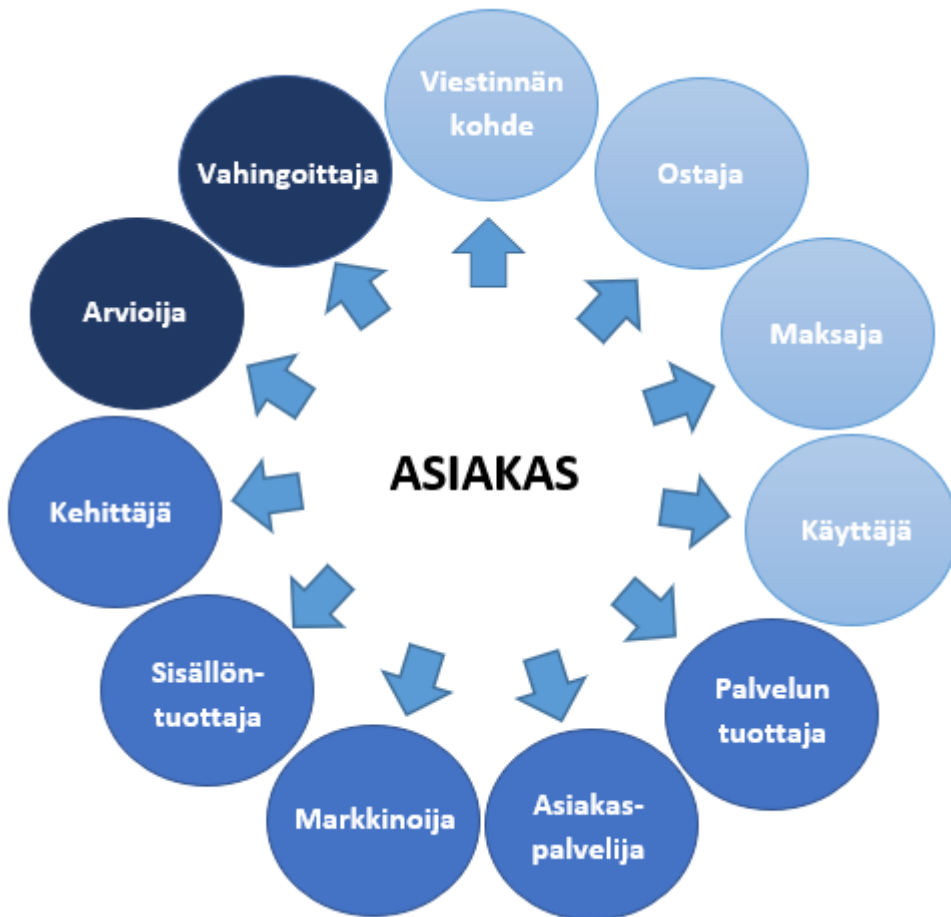 Viestinnän
kohde
Ostaja
Maksaja
Käyttäjä
Palvelun
tuottaja
Asiakas-
palvelija
Markkinoija
Sisällön-
tuottaja
Kehittäjä
Arvioija
Vahingoittaja
ASIAKAS